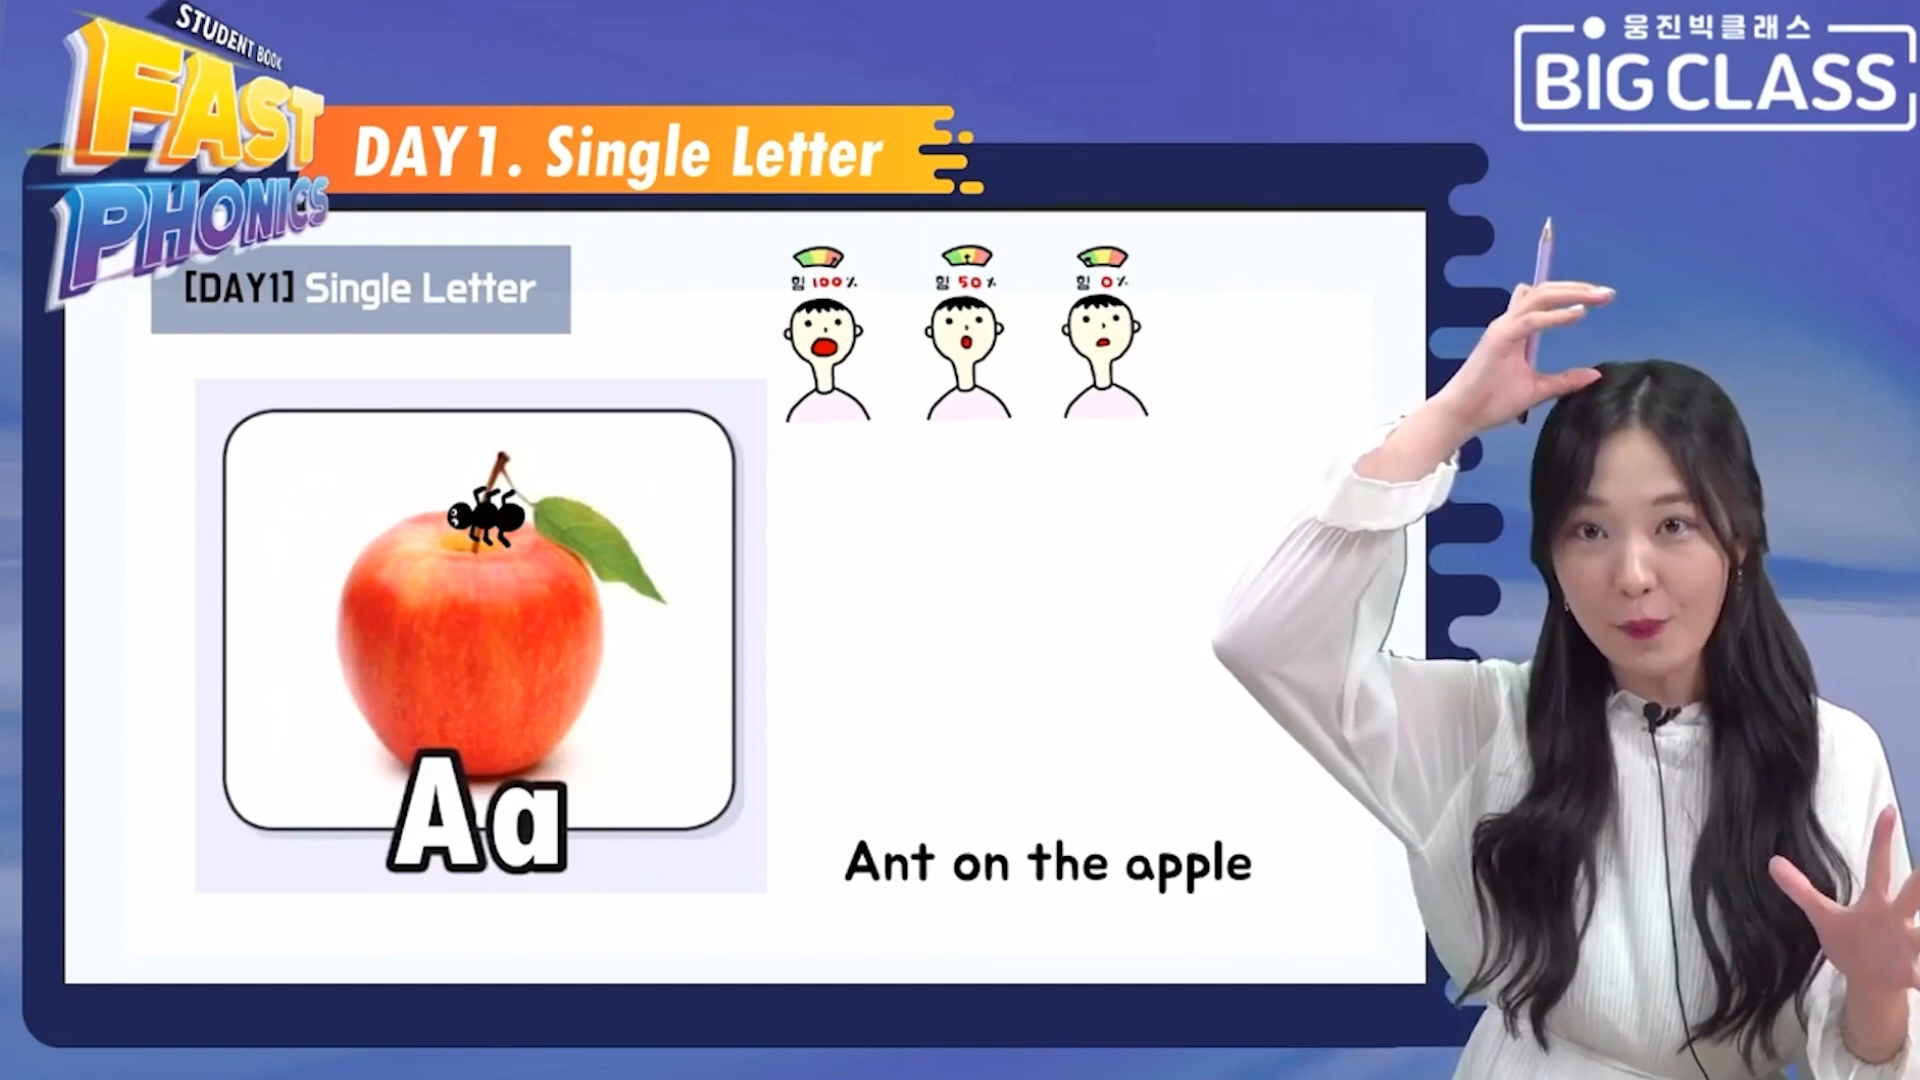 STUDENT BOOK
FAST
PHONICS
웅진빅클래스
BIG CLASS
DAY1. Single Letter
[DAY1] Single Letter
힘 100%
힘 50%
힘 0%
Aa
Ant on the apple